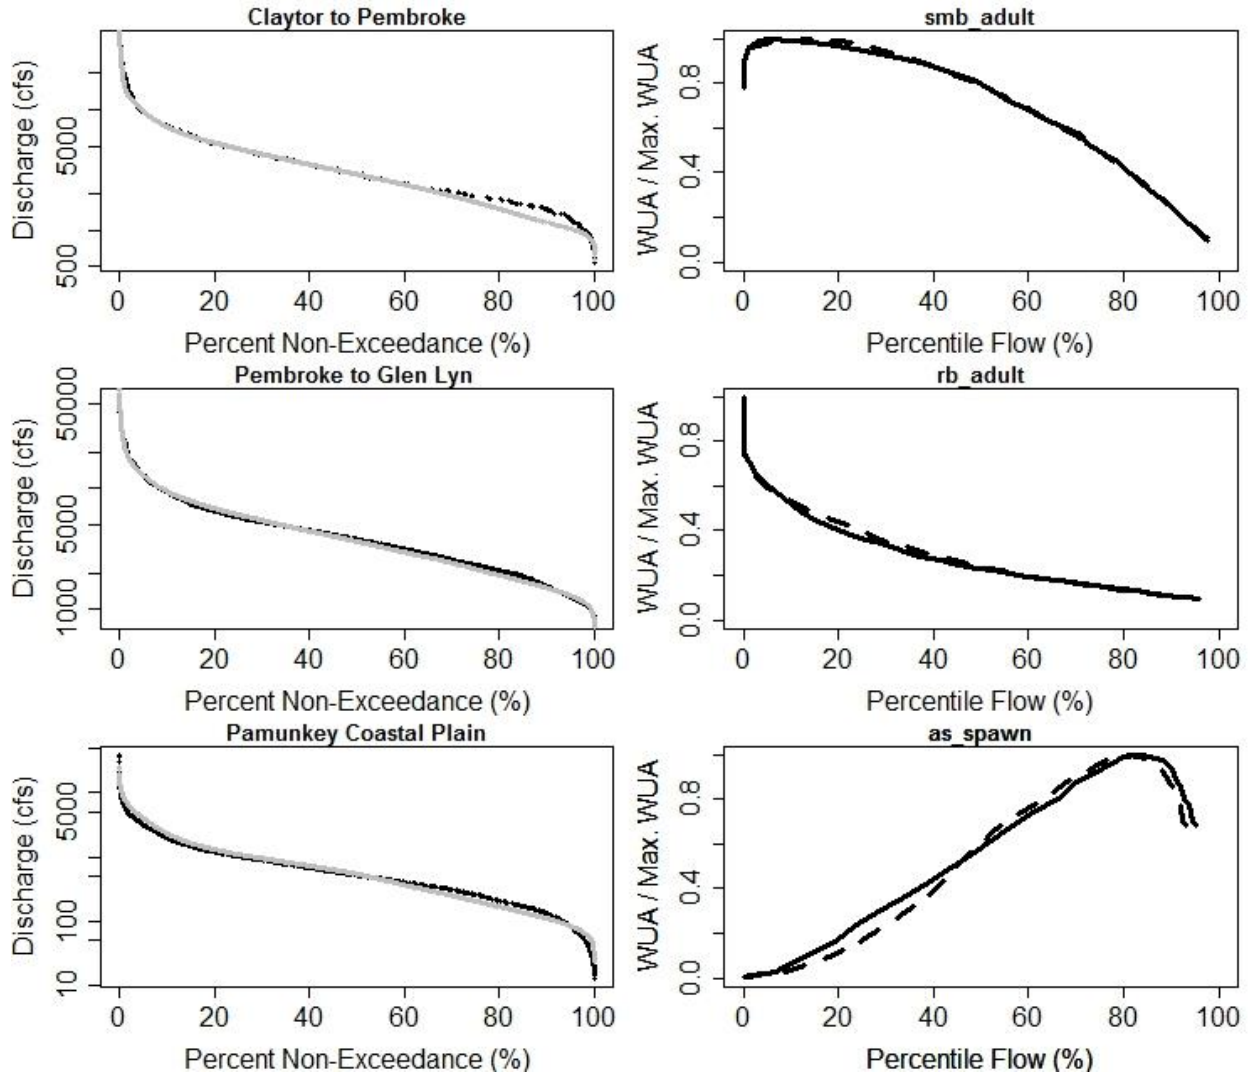 Claytor to Pembroke
Discharge (cfs)
5000
500
0 20 40 60 80 100
Percent Non-Exceedance (%)
smb_adult
WUA / Max. WUA
0.8
0.4
0.0
0 20 40 60 80 100
Percentile Flow (%)
Pembroke to Glen Lyn
Discharge (cfs)
50000
5000
1000
0 20 40 60 80 100
Percent Non-Exceedance (%)
rb_adult
WUA / Max. WUA
0.8
0.4
0.0
0 20 40 60 80 100
Percentile Flow (%)
Pamunkey Coastal Plain
Discharge (cfs)
5000
100
10
0 20 40 60 80 100
Percent Non-Exceedance (%)
as_spawn
WUA / Max. WUA
0.8
0.4
0.0
0 20 40 60 80 100
Percentile Flow (%)